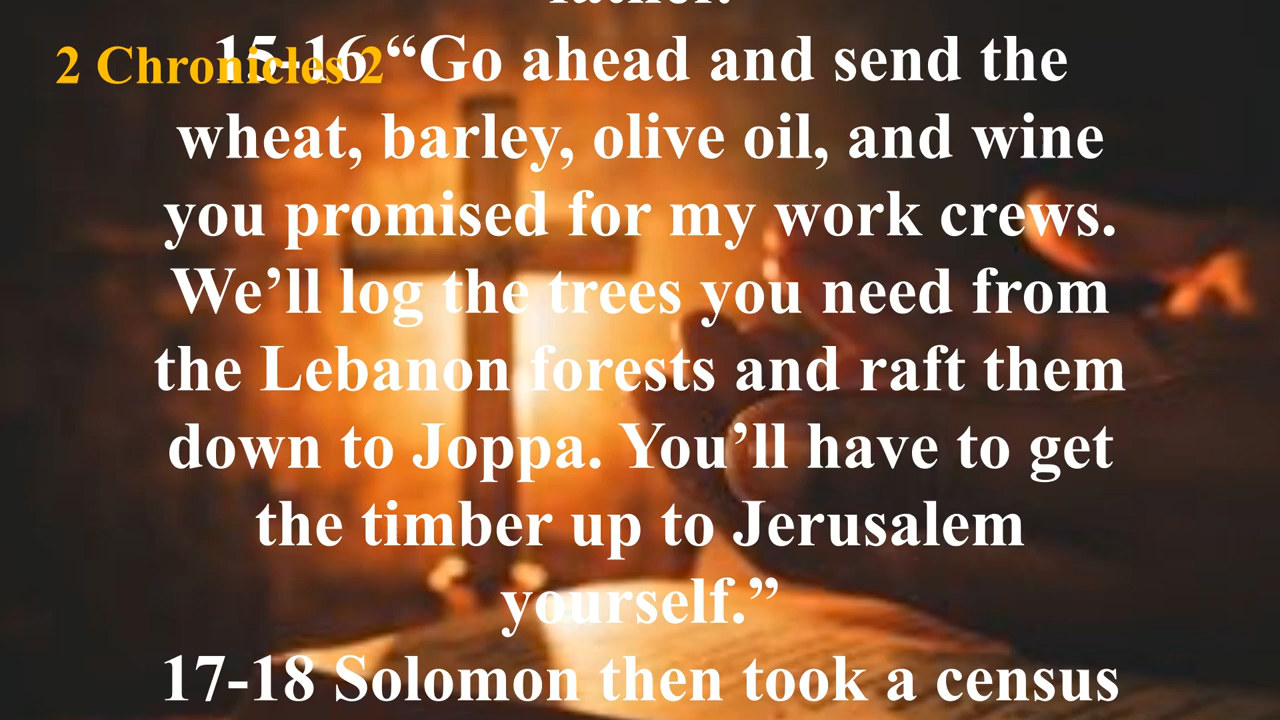 father.
2 Chronicles 2
15-16 “Go ahead and send the
wheat, barley, olive oil, and wine
you promised for my work crews.
We’ll log the trees you need from
the Lebanon forests and raft them
down to Joppa. You’ll have to get
the timber up to Jerusalem
yourself.”
17-18 Solomon then took a census